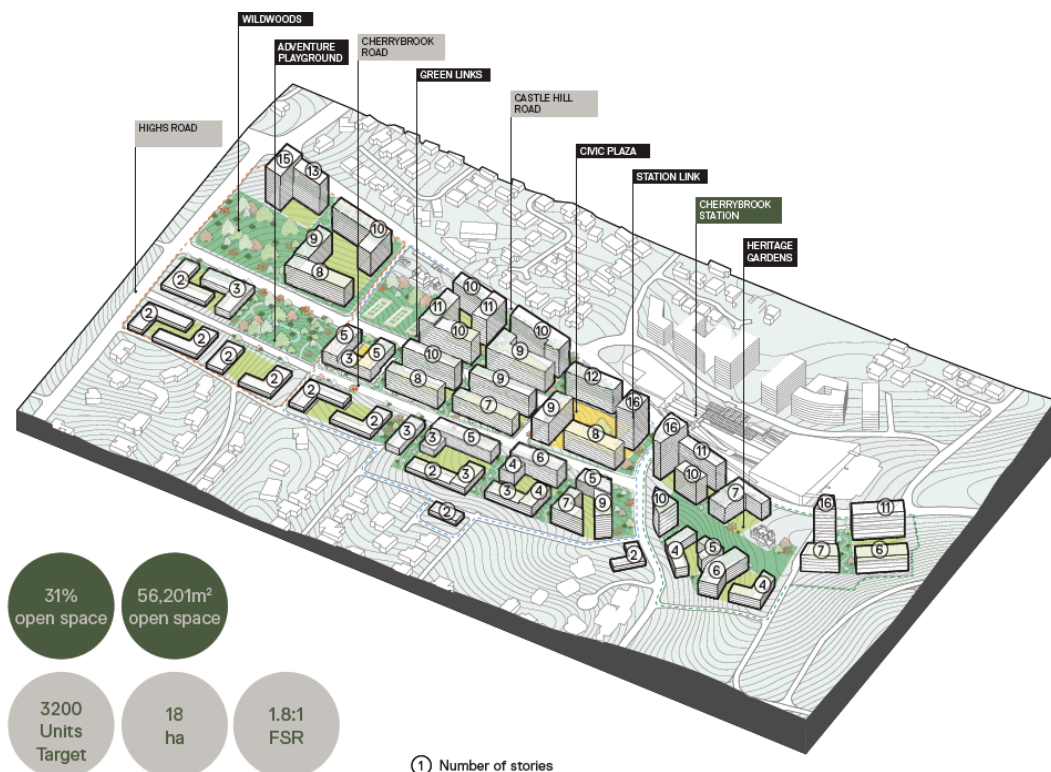 WILDWOODS
ADVENTURE
PLAYGROUND
CHERRYBROOK
ROAD
GREEN LINKS
CASTLE HILL
ROAD
HIGHS ROAD
CIVIC PLAZA
STATION LINK
CHERRYBROOK
STATION
HERITAGE
GARDENS
15
13
10
9
8
2
3
2
2
2
2
5
3
5
10
11
11
10
10
8
10
9
9
7
12
16
9
8
2
2
3
3
5
2
3
6
4
3
4
5
7
9
2
2
16
11
10
7
10
4
5
6
4
16
11
7
6
31%
open space
56,201m²
open space
3200
Units
Target
18
ha
1.8:1
FSR
1 Number of stories